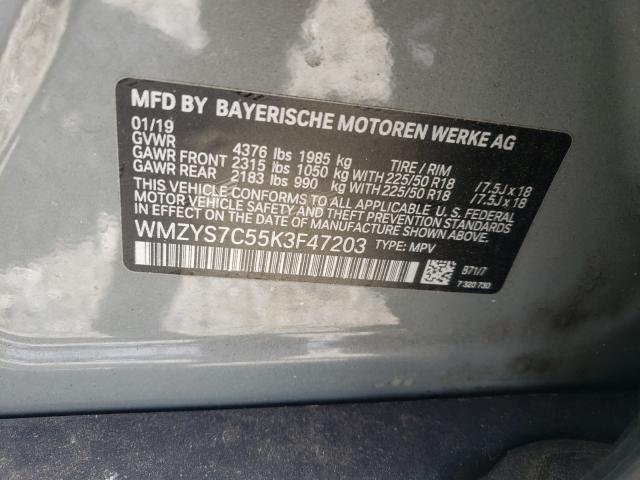 MFD BY BAYERISCHE MOTOREN WERKE AG
01/19
GVWR 4376 lbs 1985 kg TIRE / RIM
GAWR FRONT 2315 lbs 1050 kg WITH 225/50 R18 /7.5J x 18
GAWR REAR 2183 lbs 990 kg WITH 225/50 R18 /7.5J x 18
THIS VEHICLE CONFORMS TO ALL APPLICABLE U. S. FEDERAL
MOTOR VEHICLE SAFETY AND THEFT PREVENTION STANDARDS
IN EFFECT ON THE DATE OF MANUFACTURE SHOWN ABOVE.
WMZYS7C55K3F47203 TYPE: MPV
B71/7
7 320 730